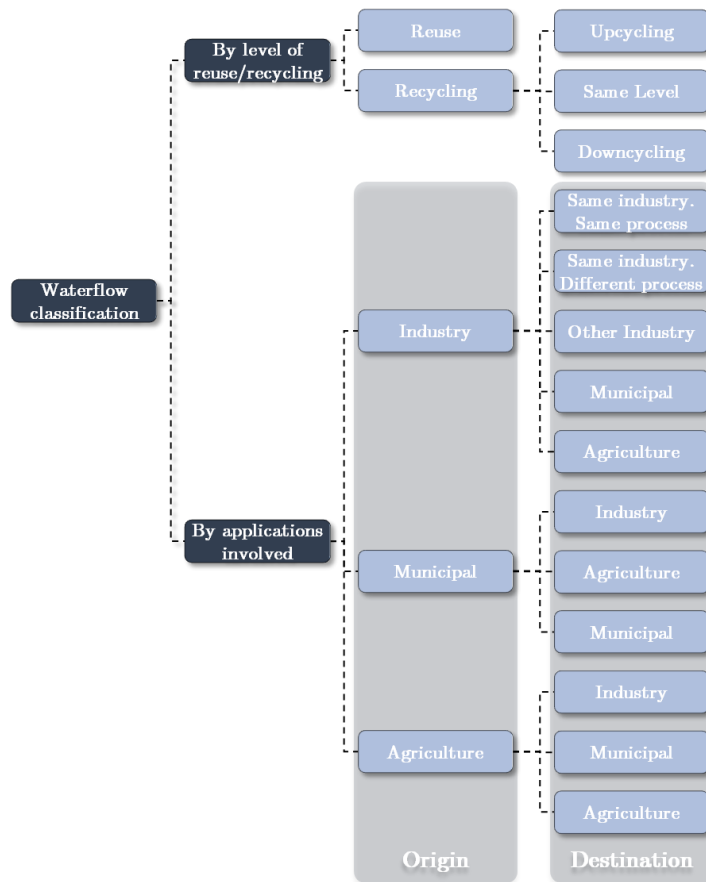 Waterflow
classification
By level of
reuse/recycling
Reuse
Recycling
Upcycling
Same Level
Downcycling
By applications
involved
Industry
Same industry.
Same process
Same industry.
Different process
Other Industry
Municipal
Agriculture
Municipal
Industry
Agriculture
Municipal
Agriculture
Industry
Municipal
Agriculture
Origin
Destination